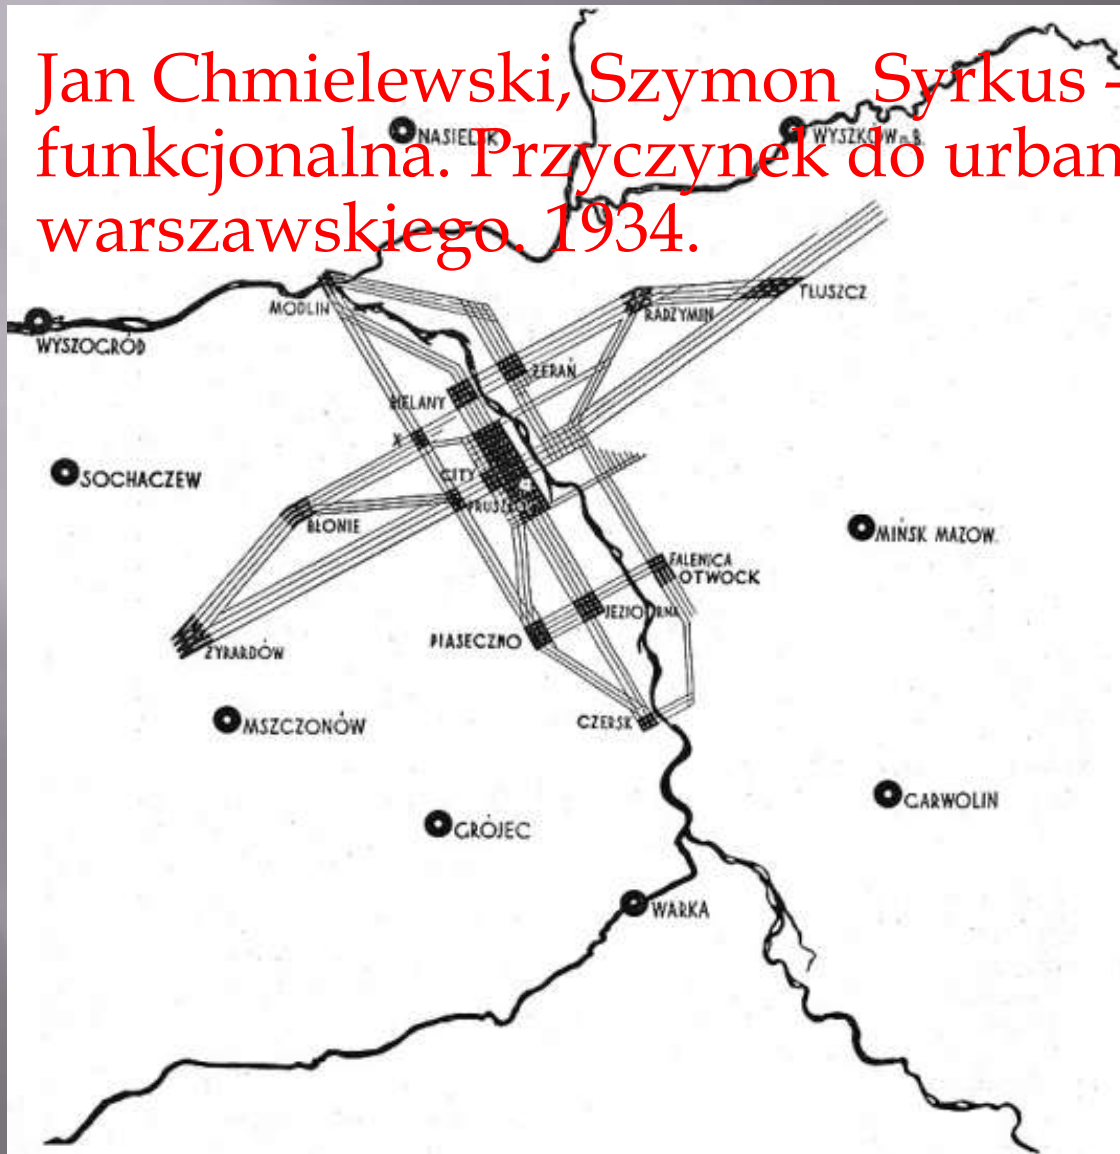 Jan Chmielewski, Szymon Syrkus -
funkcjonalna. Przyczynek do urban
warszawskiego. 1934.
NASIELSK
WYSZKÓW n.B.
MODLIN
RADZYMIN
TŁUSZCZ
WYSZOGRÓD
ŻERAŃ
BIELANY
X
SOCHACZEW
CITY
PRUSZKÓW
BŁONIE
MIŃSK MAZOW.
FALENICA
OTWOCK
JEZIORNA
PIASECZNO
ŻYRARDÓW
CZERSK
MSZCZONÓW
GARWOLIN
GRÓJEC
WARKA